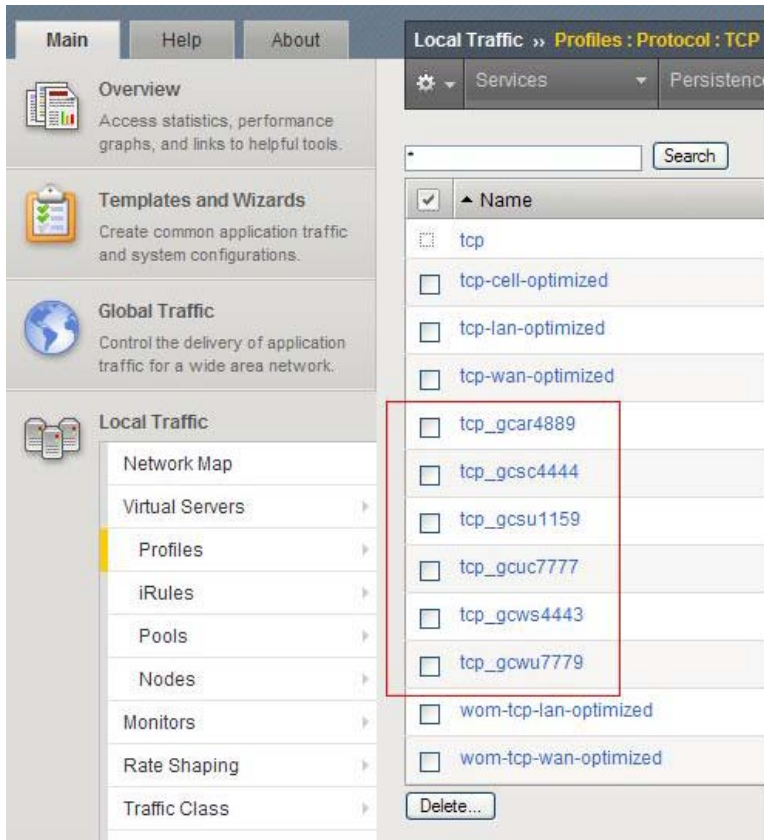 Main
Help
About
Overview
Access statistics, performance
graphs, and links to helpful tools.
Templates and Wizards
Create common application traffic
and system configurations.
Global Traffic
Control the delivery of application
traffic for a wide area network.
Local Traffic
Network Map
Virtual Servers
Profiles
iRules
Pools
Nodes
Monitors
Rate Shaping
Traffic Class
Local Traffic ›› Profiles : Protocol : TCP
Services
Persistence
*
Search
Name
tcp
tcp-cell-optimized
tcp-lan-optimized
tcp-wan-optimized
tcp_gcar4889
tcp_gcsc4444
tcp_gcsu1159
tcp_gcuc7777
tcp_gcws4443
tcp_gcwu7779
wom-tcp-lan-optimized
wom-tcp-wan-optimized
Delete...